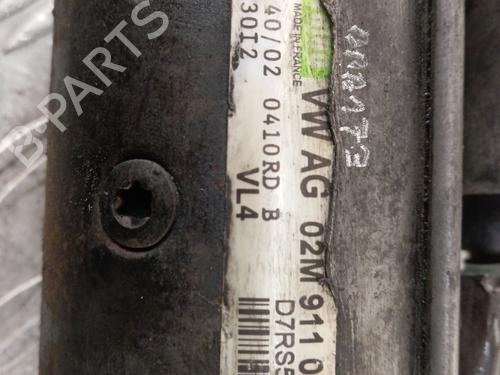 MADE IN FRANCE
VW AG 02M 911 0
40/02 0410RD B
30I2 VL4
D7RS5
B-PARTS